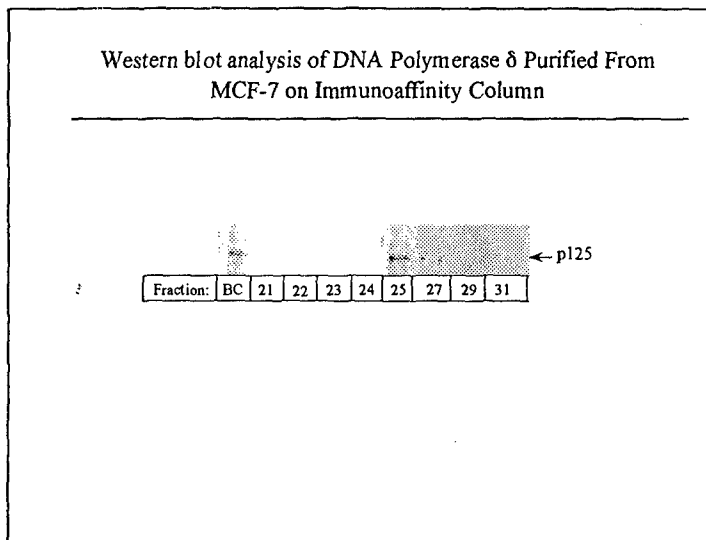 Western blot analysis of DNA Polymerase δ Purified From
MCF-7 on Immunoaffinity Column
p125
Fraction: BC 21 22 23 24 25 27 29 31